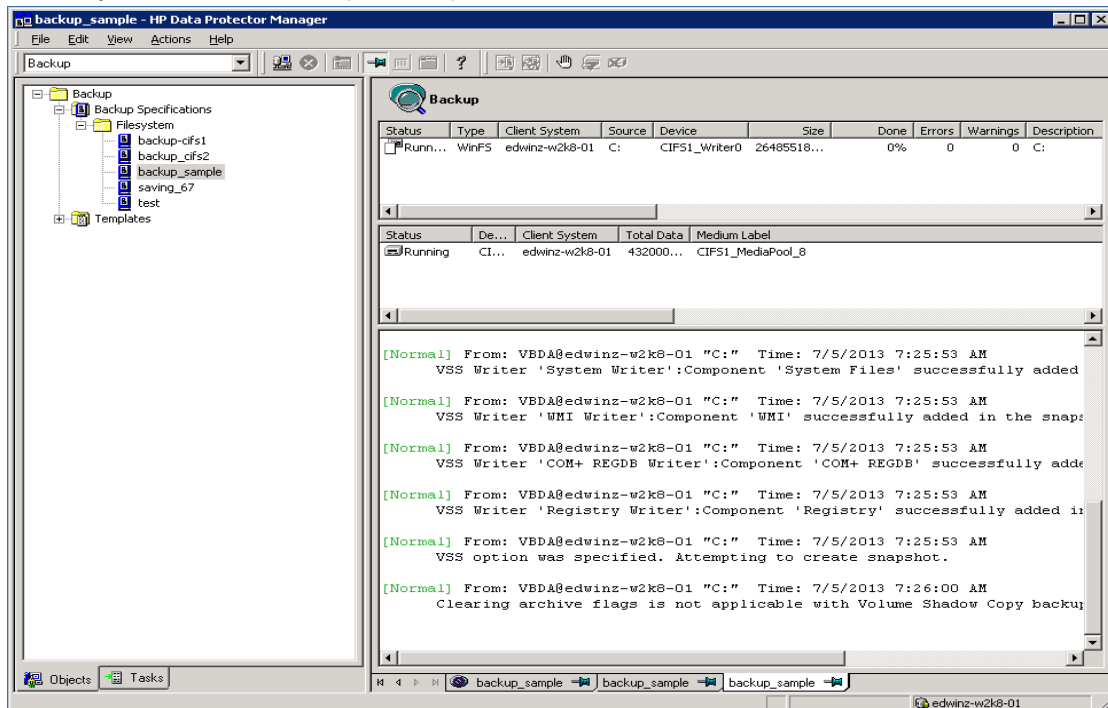 backup_sample - HP Data Protector Manager
File Edit View Actions Help
Backup
?
Backup
Backup Specifications
Filesystem
backup-cifs1
backup_cifs2
backup_sample
saving_67
test
Templates
Backup
Status Type Client System Source Device Size Done Errors Warnings Description
Runn... WinFS edwinz-w2k8-01 C: CIFS1_Writer0 26485518... 0% 0 0 C:
Status De... Client System Total Data Medium Label
Running CI... edwinz-w2k8-01 432000... CIFS1_MediaPool_8
[Normal] From: VBDA@edwinz-w2k8-01 "C:" Time: 7/5/2013 7:25:53 AM
VSS Writer 'System Writer':Component 'System Files' successfully added
[Normal] From: VBDA@edwinz-w2k8-01 "C:" Time: 7/5/2013 7:25:53 AM
VSS Writer 'WMI Writer':Component 'WMI' successfully added in the snaps
[Normal] From: VBDA@edwinz-w2k8-01 "C:" Time: 7/5/2013 7:25:53 AM
VSS Writer 'COM+ REGDB Writer':Component 'COM+ REGDB' successfully adde
[Normal] From: VBDA@edwinz-w2k8-01 "C:" Time: 7/5/2013 7:25:53 AM
VSS Writer 'Registry Writer':Component 'Registry' successfully added in
[Normal] From: VBDA@edwinz-w2k8-01 "C:" Time: 7/5/2013 7:25:53 AM
VSS option was specified. Attempting to create snapshot.
[Normal] From: VBDA@edwinz-w2k8-01 "C:" Time: 7/5/2013 7:26:00 AM
Clearing archive flags is not applicable with Volume Shadow Copy backup
Objects Tasks
backup_sample backup_sample backup_sample
edwinz-w2k8-01